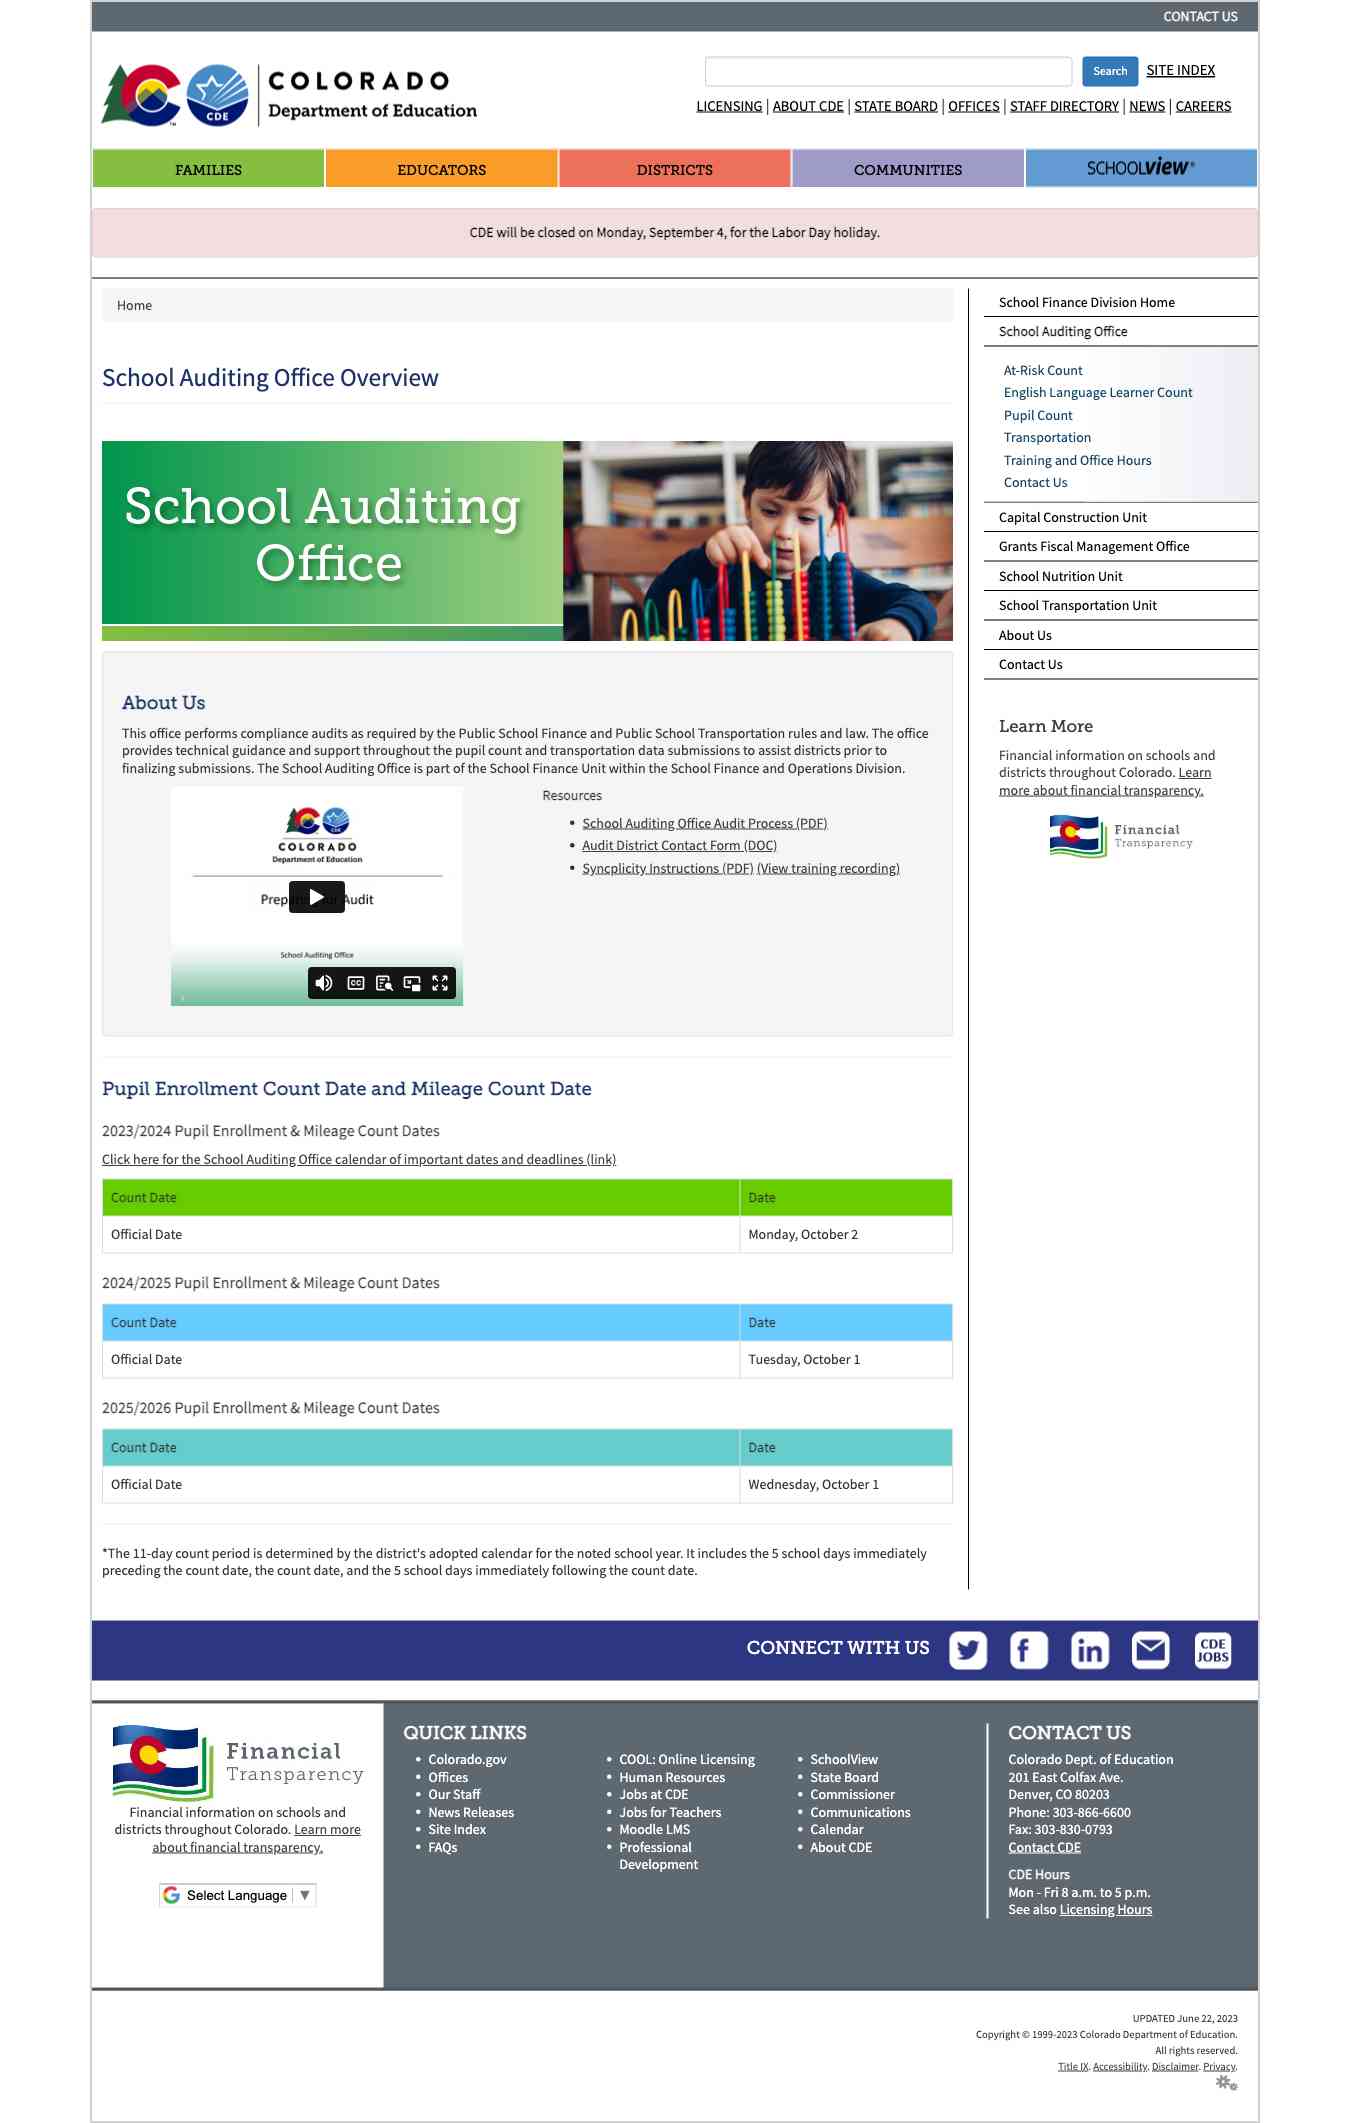 CONTACT US
COLORADO
Department of Education
CDE
Search
SITE INDEX
LICENSING | ABOUT CDE | STATE BOARD | OFFICES | STAFF DIRECTORY | NEWS | CAREERS
FAMILIES
EDUCATORS
DISTRICTS
COMMUNITIES
SCHOOLview®
CDE will be closed on Monday, September 4, for the Labor Day holiday.
Home
School Auditing Office Overview
School Auditing
Office
About Us
This office performs compliance audits as required by the Public School Finance and Public School Transportation rules and law. The office
provides technical guidance and support throughout the pupil count and transportation data submissions to assist districts prior to
finalizing submissions. The School Auditing Office is part of the School Finance Unit within the School Finance and Operations Division.
COLORADO
Department of Education
Audit
School Auditing Office
CC
Resources
• School Auditing Office Audit Process (PDF)
• Audit District Contact Form (DOC)
• Syncplicity Instructions (PDF) (View training recording)
Pupil Enrollment Count Date and Mileage Count Date
2023/2024 Pupil Enrollment & Mileage Count Dates
Click here for the School Auditing Office calendar of important dates and deadlines (link)
Count Date Date
Official Date Monday, October 2
2024/2025 Pupil Enrollment & Mileage Count Dates
Count Date Date
Official Date Tuesday, October 1
2025/2026 Pupil Enrollment & Mileage Count Dates
Count Date Date
Official Date Wednesday, October 1
*The 11-day count period is determined by the district's adopted calendar for the noted school year. It includes the 5 school days immediately
preceding the count date, the count date, and the 5 school days immediately following the count date.
School Finance Division Home
School Auditing Office
At-Risk Count
English Language Learner Count
Pupil Count
Transportation
Training and Office Hours
Contact Us
Capital Construction Unit
Grants Fiscal Management Office
School Nutrition Unit
School Transportation Unit
About Us
Contact Us
Learn More
Financial information on schools and
districts throughout Colorado. Learn
more about financial transparency.
Financial
Transparency
CONNECT WITH US
CDE
JOBS
Financial
Transparency
Financial information on schools and
districts throughout Colorado. Learn more
about financial transparency.
Select Language ▼
QUICK LINKS
• Colorado.gov
• Offices
• Our Staff
• News Releases
• Site Index
• FAQs
• COOL: Online Licensing
• Human Resources
• Jobs at CDE
• Jobs for Teachers
• Moodle LMS
• Professional
Development
• SchoolView
• State Board
• Commissioner
• Communications
• Calendar
• About CDE
CONTACT US
Colorado Dept. of Education
201 East Colfax Ave.
Denver, CO 80203
Phone: 303-866-6600
Fax: 303-830-0793
Contact CDE
CDE Hours
Mon - Fri 8 a.m. to 5 p.m.
See also Licensing Hours
UPDATED June 22, 2023
Copyright © 1999-2023 Colorado Department of Education.
All rights reserved.
Title IX. Accessibility. Disclaimer. Privacy.